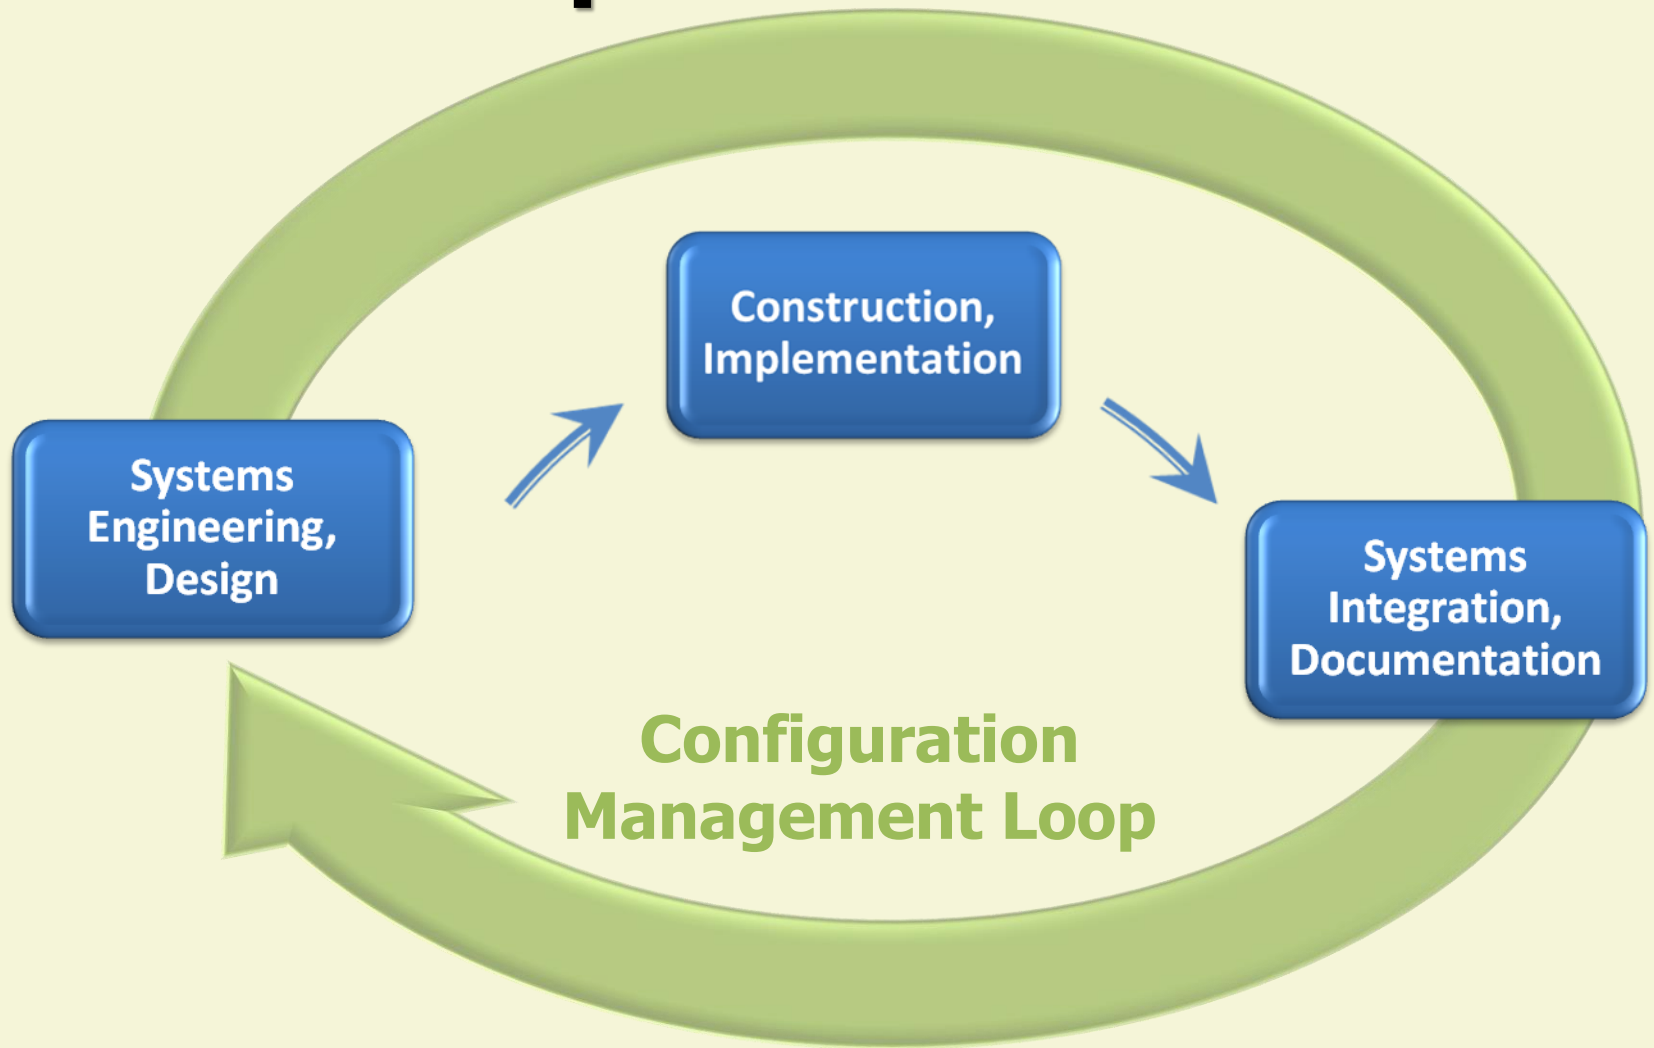 Systems
Engineering,
Design
Construction,
Implementation
Systems
Integration,
Documentation
Configuration
Management Loop